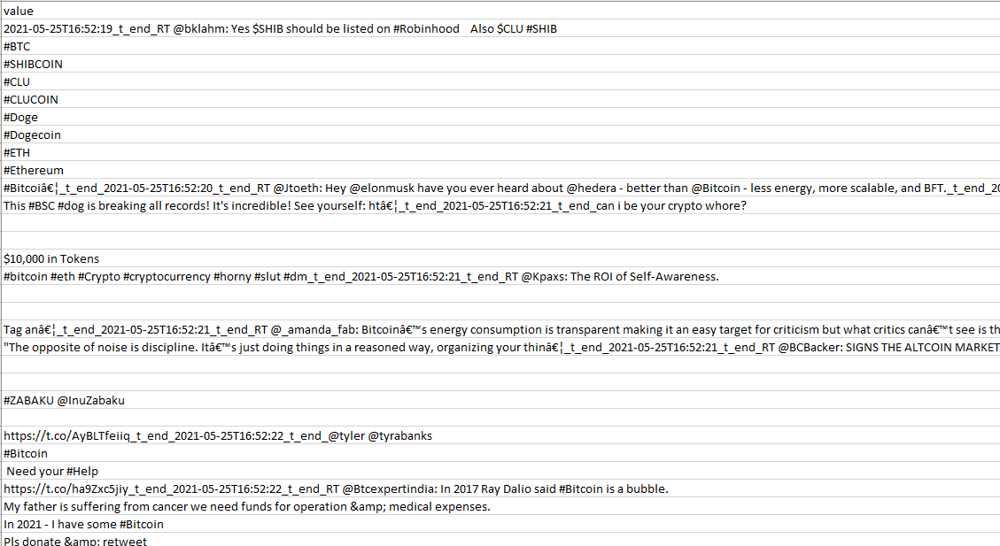 value
2021-05-25T16:52:19_t_end_RT @bklahm: Yes $SHIB should be listed on #Robinhood    Also $CLU #SHIB
#BTC
#SHIBCOIN
#CLU
#CLUCOIN
#Doge
#Dogecoin
#ETH
#Ethereum
#Bitcoiâ€¦_t_end_2021-05-25T16:52:20_t_end_RT @Jtoeth: Hey @elonmusk have you ever heard about @hedera - better than @Bitcoin - less energy, more scalable, and BFT._t_end_20
This #BSC #dog is breaking all records! It's incredible! See yourself: htâ€¦_t_end_2021-05-25T16:52:21_t_end_can i be your crypto whore?
$10,000 in Tokens
#bitcoin #eth #Crypto #cryptocurrency #horny #slut #dm_t_end_2021-05-25T16:52:21_t_end_RT @Kpaxs: The ROI of Self-Awareness.
Tag anâ€¦_t_end_2021-05-25T16:52:21_t_end_RT @_amanda_fab: Bitcoinâ€™s energy consumption is transparent making it an easy target for criticism but what critics canâ€™t see is th
"The opposite of noise is discipline. Itâ€™s just doing things in a reasoned way, organizing your thinâ€¦_t_end_2021-05-25T16:52:21_t_end_RT @BCBacker: SIGNS THE ALTCOIN MARKET
#ZABAKU @InuZabaku
https://t.co/AyBLTfeiiq_t_end_2021-05-25T16:52:22_t_end_@tyler @tyrabanks
#Bitcoin
Need your #Help
https://t.co/ha9Zxc5jiy_t_end_2021-05-25T16:52:22_t_end_RT @Btcexpertindia: In 2017 Ray Dalio said #Bitcoin is a bubble.
My father is suffering from cancer we need funds for operation &amp; medical expenses.
In 2021 - I have some #Bitcoin
Pls donate &amp; retweet